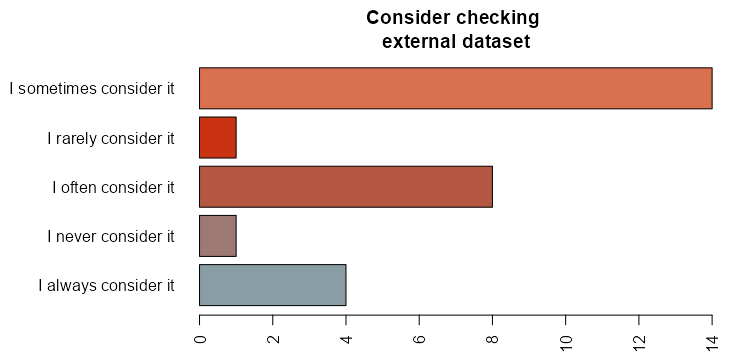 Consider checking
external dataset
I sometimes consider it
I rarely consider it
I often consider it
I never consider it
I always consider it
0 2 4 6 8 10 12 14